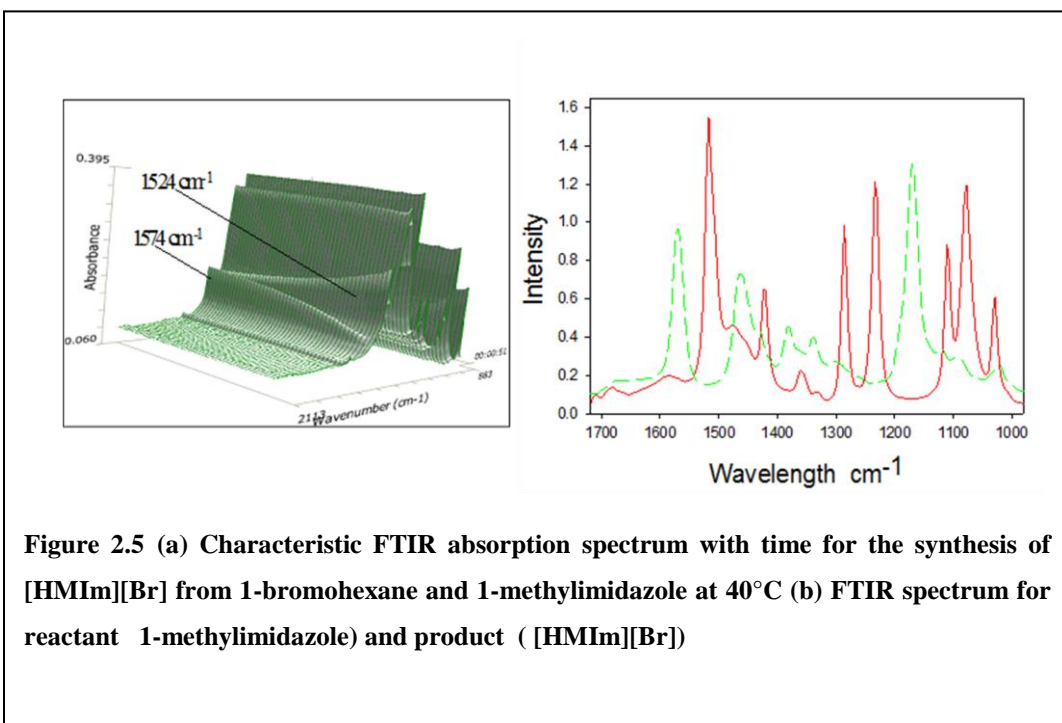 0.395
1524 cm-1
1574 cm-1
Absorbance
0.060
00:00:51
883
2113
Wavenumber (cm-1)
1.6
1.4
1.2
1.0
0.8
0.6
0.4
0.2
0.0
Intensity
1700 1600 1500 1400 1300 1200 1100 1000
Wavelength cm-1
Figure 2.5 (a) Characteristic FTIR absorption spectrum with time for the synthesis of
[HMIm][Br] from 1-bromohexane and 1-methylimidazole at 40°C (b) FTIR spectrum for
reactant 1-methylimidazole) and product ( [HMIm][Br])